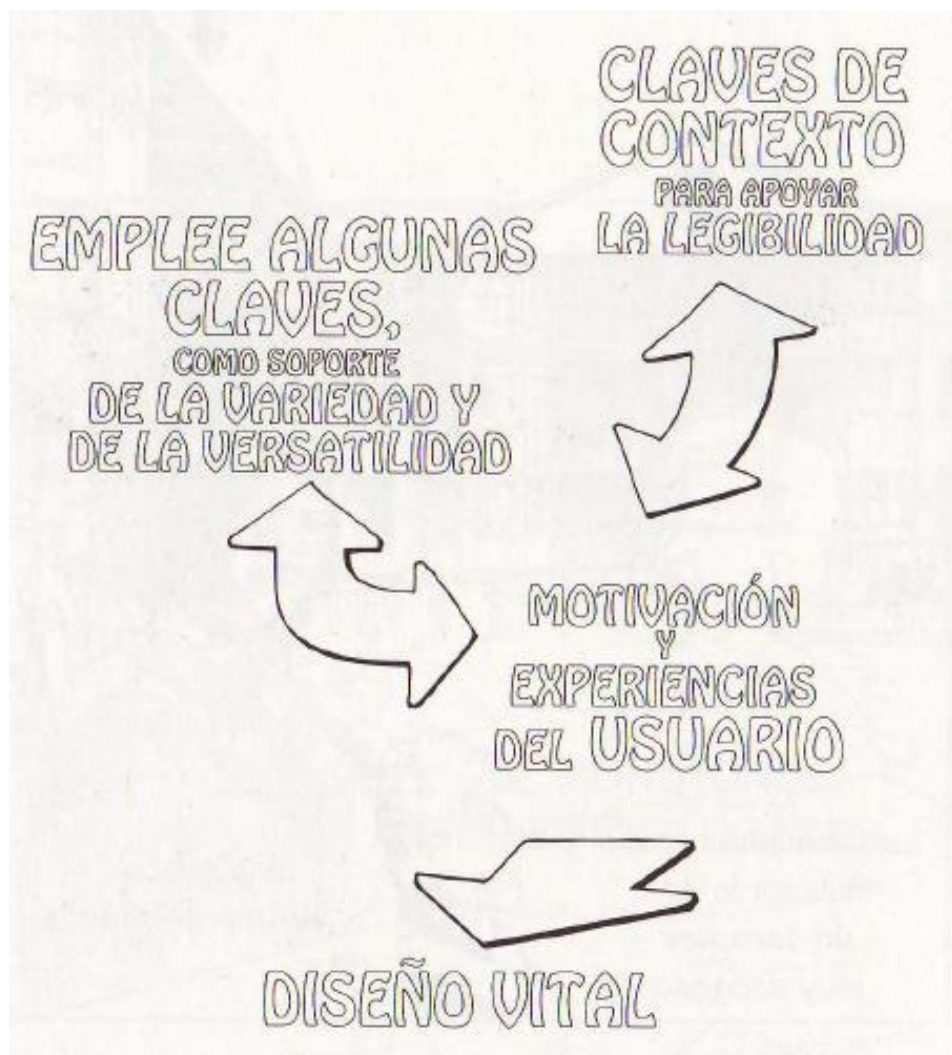 CLAVES DE
CONTEXTO
PARA APOYAR
LA LEGIBILIDAD
EMPLEE ALGUNAS
CLAVES,
COMO SOPORTE
DE LA VARIEDAD Y
DE LA VERSATILIDAD
MOTIVACIÓN
Y
EXPERIENCIAS
DEL USUARIO
DISEÑO VITAL